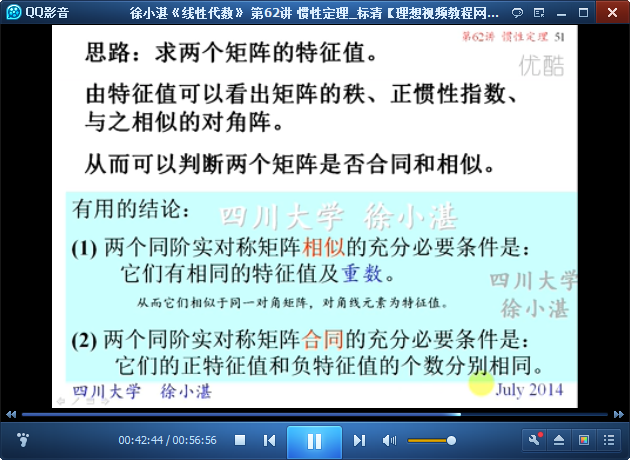 QQ影音
徐小湛《线性代数》 第62讲 惯性定理_标清【理想视频教程网...
第62讲 惯性定理 51
优酷
思路：求两个矩阵的特征值。
由特征值可以看出矩阵的秩、正惯性指数、
与之相似的对角阵。
从而可以判断两个矩阵是否合同和相似。
有用的结论：
四川大学 徐小湛
(1) 两个同阶实对称矩阵相似的充分必要条件是：
它们有相同的特征值及重数。
四川大学
徐小湛
从而它们相似于同一对角矩阵，对角线元素为特征值。
(2) 两个同阶实对称矩阵合同的充分必要条件是：
它们的正特征值和负特征值的个数分别相同。
四川大学 徐小湛
July 2014
00:42:44 / 00:56:56